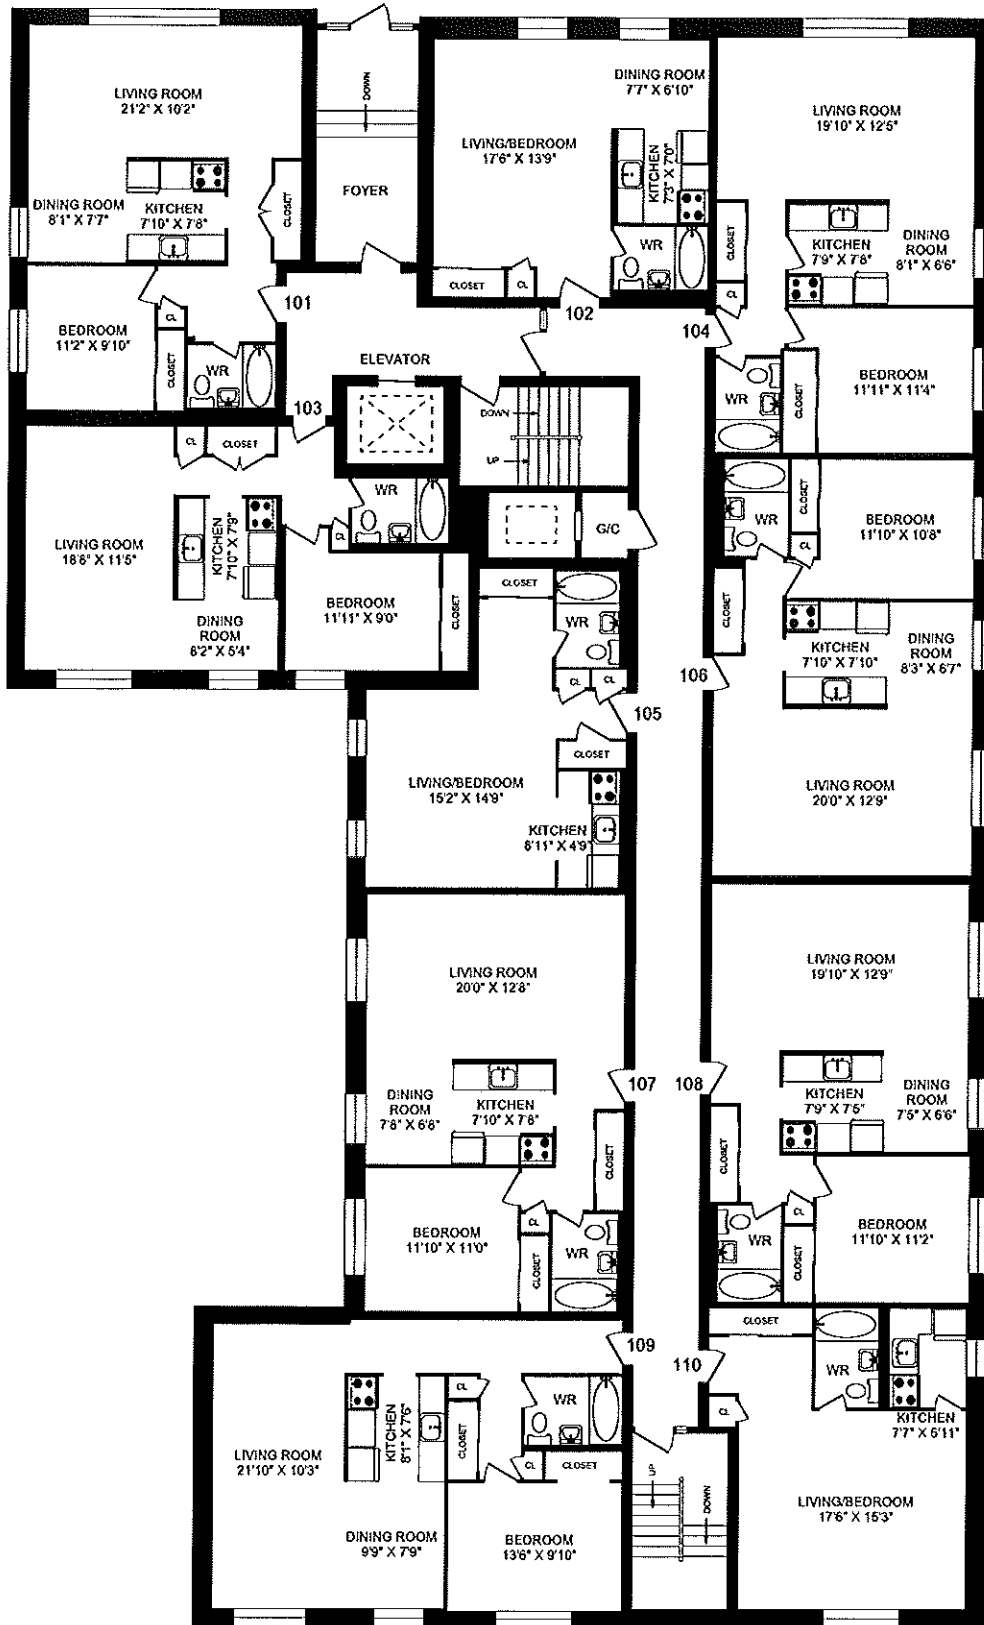 LIVING ROOM
21'2" X 10'2"
DINING ROOM
8'1" X 7'7"
KITCHEN
7'10" X 7'8"
CLOSET
BEDROOM
11'2" X 9'10"
CL
CLOSET
WR
101
DOWN
FOYER
LIVING/BEDROOM
17'6" X 13'9"
DINING ROOM
7'7" X 6'10"
KITCHEN
7'3" X 7'0"
WR
CLOSET
CL
102
LIVING ROOM
19'10" X 12'5"
CLOSET
KITCHEN
7'9" X 7'8"
DINING
ROOM
8'1" X 6'6"
CL
104
BEDROOM
11'11" X 11'4"
WR
CLOSET
ELEVATOR
103
DOWN
UP
G/C
CL
CLOSET
LIVING ROOM
18'8" X 11'5"
KITCHEN
7'10" X 7'9"
DINING
ROOM
8'2" X 5'4"
WR
CL
BEDROOM
11'11" X 9'0"
CLOSET
WR
CLOSET
CL
BEDROOM
11'10" X 10'8"
CLOSET
KITCHEN
7'10" X 7'10"
DINING
ROOM
8'3" X 6'7"
106
LIVING ROOM
20'0" X 12'9"
CLOSET
WR
CL
CL
105
CLOSET
LIVING/BEDROOM
15'2" X 14'9"
KITCHEN
8'11" X 4'9"
LIVING ROOM
20'0" X 12'8"
DINING
ROOM
7'8" X 6'8"
KITCHEN
7'10" X 7'8"
107
CLOSET
BEDROOM
11'10" X 11'0"
CL
CLOSET
WR
LIVING ROOM
19'10" X 12'9"
108
KITCHEN
7'9" X 7'5"
DINING
ROOM
7'5" X 6'6"
CLOSET
WR
CL
CLOSET
BEDROOM
11'10" X 11'2"
109
LIVING ROOM
21'10" X 10'3"
KITCHEN
8'1" X 7'6"
CL
CLOSET
WR
CL
CLOSET
DINING ROOM
9'9" X 7'9"
BEDROOM
13'6" X 9'10"
110
CLOSET
WR
CL
KITCHEN
7'7" X 5'11"
LIVING/BEDROOM
17'6" X 15'3"
UP
DOWN